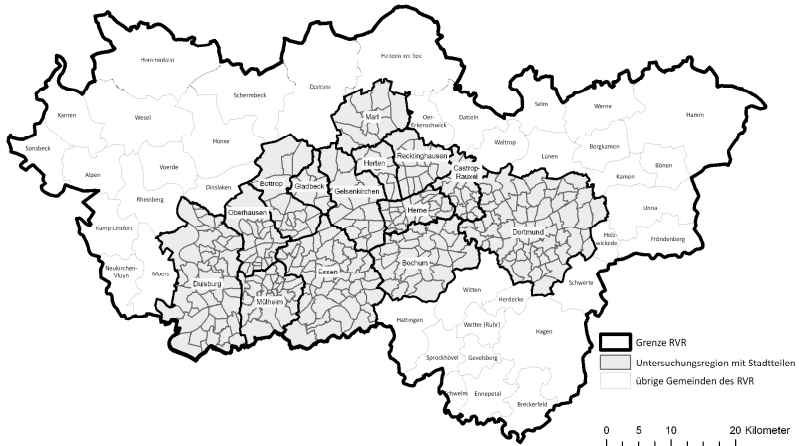 Hamminkeln
Haltern am See
Dorsten
Schermbeck
Xanten
Wesel
Marl
Oer-
Erkenschwick
Datteln
Selm
Werne
Hamm
Sonsbeck
Hünxe
Waltrop
Bergkamen
Alpen
Voerde
Herten
Recklinghausen
Castrop-
Rauxel
Lünen
Bönen
Kamen
Rheinberg
Dinslaken
Bottrop
Gladbeck
Gelsenkirchen
Unna
Kamp-Lintfort
Oberhausen
Herne
Dortmund
Holz-
wickede
Fröndenberg
Neukirchen-
Vluyn
Moers
Duisburg
Essen
Bochum
Mülheim
Witten
Herdecke
Schwerte
Hattingen
Wetter (Ruhr)
Hagen
Sprockhövel
Gevelsberg
Schwelm
Ennepetal
Breckerfeld
Grenze RVR
Untersuchungsregion mit Stadtteilen
übrige Gemeinden des RVR
0 5 10 20 Kilometer